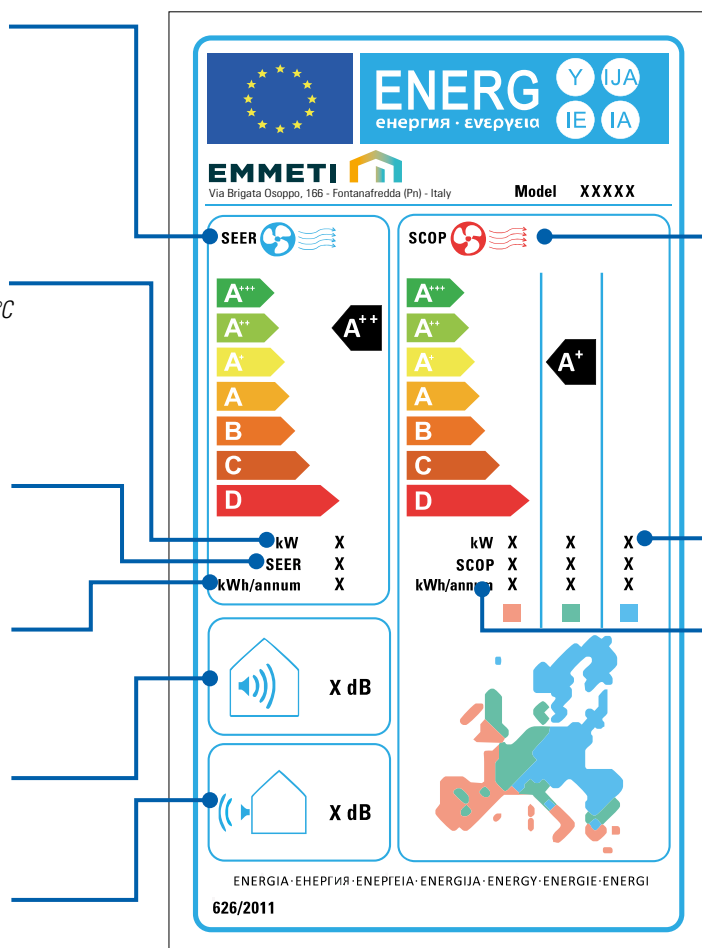 ENERG
енергия · ενεργεια
Y IJA
IE IA
EMMETI
Via Brigata Osoppo, 166 - Fontanafredda (Pn) - Italy
Model XXXXX
°C
SEER
A+++
A++
A+
A
B
C
D
A++
kW X
SEER X
kWh/annum X
SCOP
A+++
A++
A+
A
B
C
D
A+
kW X X X
SCOP X X X
kWh/annum X X X
X dB
X dB
ENERGIA·ЕНЕРГИЯ·ΕΝΕΡΓΕΙΑ·ENERGIJA·ENERGY·ENERGIE·ENERGI
626/2011